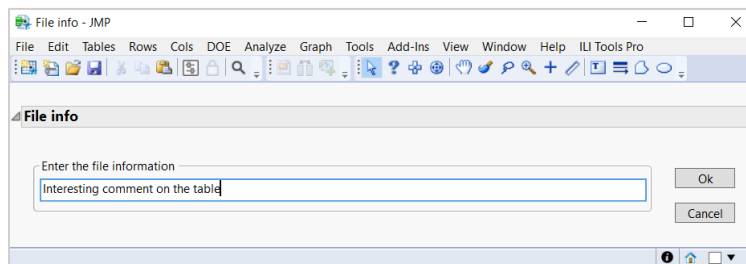 File info - JMP
File Edit Tables Rows Cols DOE Analyze Graph Tools Add-Ins View Window Help ILI Tools Pro
File info
Enter the file information
Interesting comment on the table
Ok
Cancel